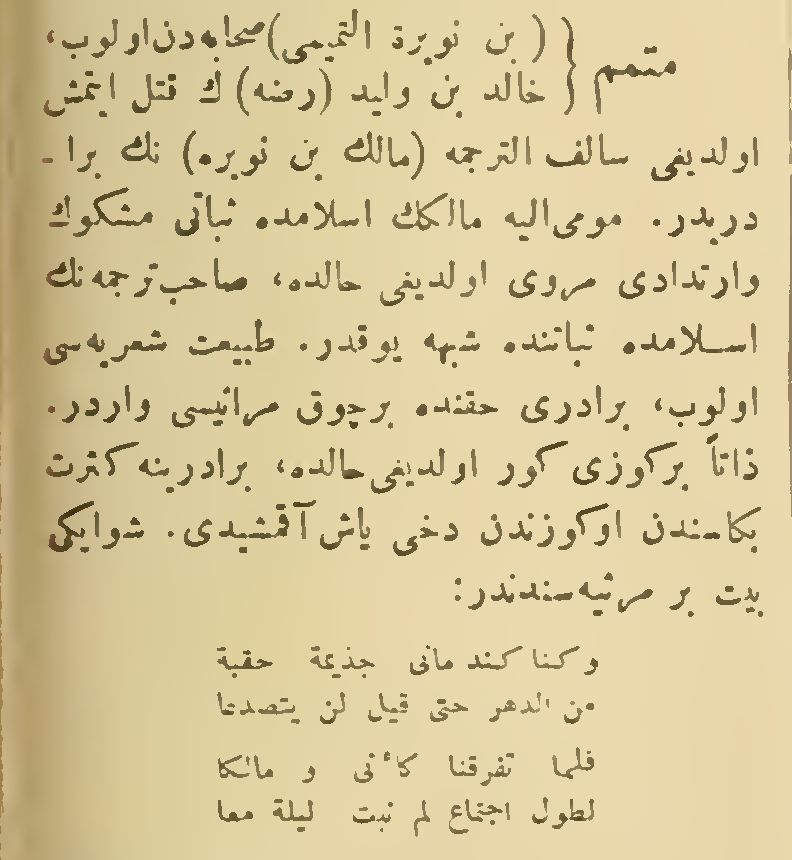 متمم { ( بن نويرة التميمى) صحابه‌دن اولوب،
خالد بن وليد (رضه) ك قتل ايتمش
اولديغى سالف الترجمه (مالك بن نويره) نك برا-
دريدر. مومى‌اليه مالكك اسلامده ثباتى مشكوك
وارتدادى مروى اولديغى حالده، صاحب ترجمه‌نك
اسلامده ثباتنده شبهه يوقدر. طبيعت شعريه‌سى
اولوب، برادرى حقنده برچوق مراثيسى واردر.
ذاتاً بركوزى كور اولديغى حالده، برادرينه كثرت
بكاسندن اوكوزندن دخى ياش آقمشيدى. شوايكى
بيت بر مرثيه‌سندندر:
وكنا كندمانى جذيمة حقبة
من الدهر حتى قيل لن يتصدعا
فلما تفرقنا كأنى و مالكا
لطول اجتماع لم نبت ليلة معا